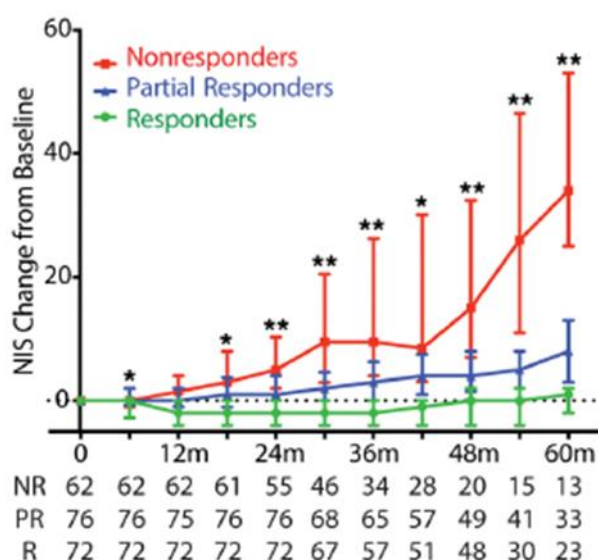 NIS Change from Baseline
60
40
20
0
Nonresponders
Partial Responders
Responders
*
*
**
**
**
*
**
**
**
0 12m 24m 36m 48m 60m
NR 62 62 62 61 55 46 34 28 20 15 13
PR 76 76 75 76 76 68 65 57 49 41 33
R 72 72 72 72 72 67 57 51 48 30 23